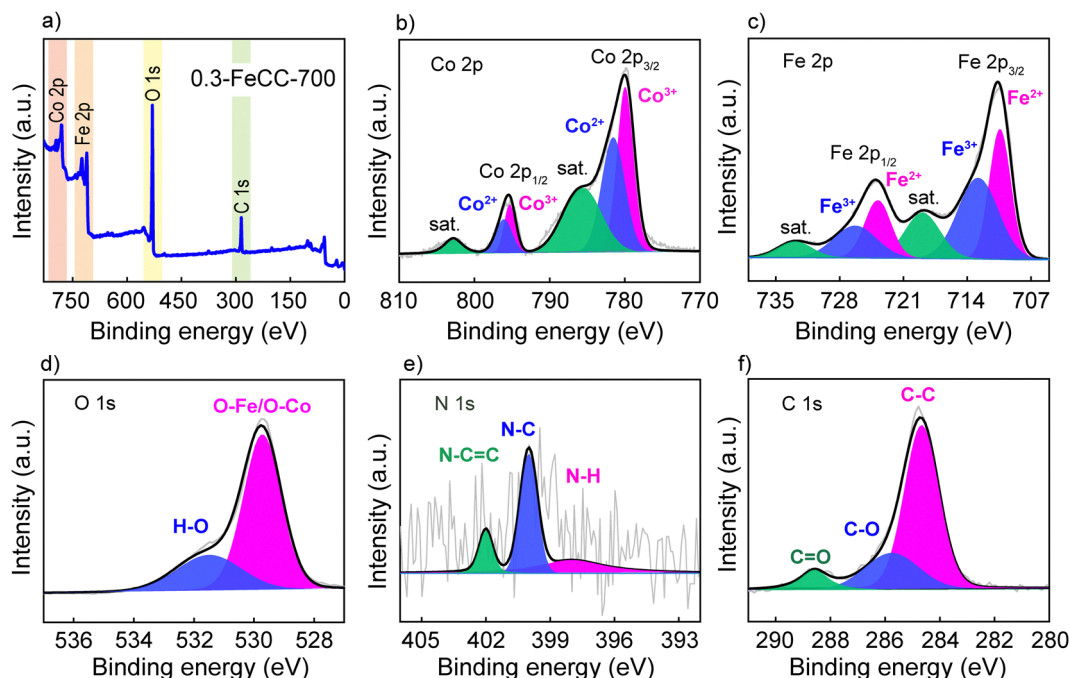 a)
0.3-FeCC-700
Co 2p
Fe 2p
O 1s
C 1s
Intensity (a.u.)
750 600 450 300 150 0
Binding energy (eV)
b)
Co 2p
Co 2p3/2
Co3+
Co2+
sat.
Co 2p1/2
Co2+ Co3+
sat.
Intensity (a.u.)
810 800 790 780 770
Binding energy (eV)
c)
Fe 2p
Fe 2p3/2
Fe2+
Fe3+
Fe 2p1/2
Fe2+
sat.
Fe3+
sat.
Intensity (a.u.)
735 728 721 714 707
Binding energy (eV)
d)
O 1s
O-Fe/O-Co
H-O
Intensity (a.u.)
536 534 532 530 528
Binding energy (eV)
e)
N 1s
N-C
N-C=C
N-H
Intensity (a.u.)
405 402 399 396 393
Binding energy (eV)
f)
C 1s
C-C
C-O
C=O
Intensity (a.u.)
290 288 286 284 282 280
Binding energy (eV)